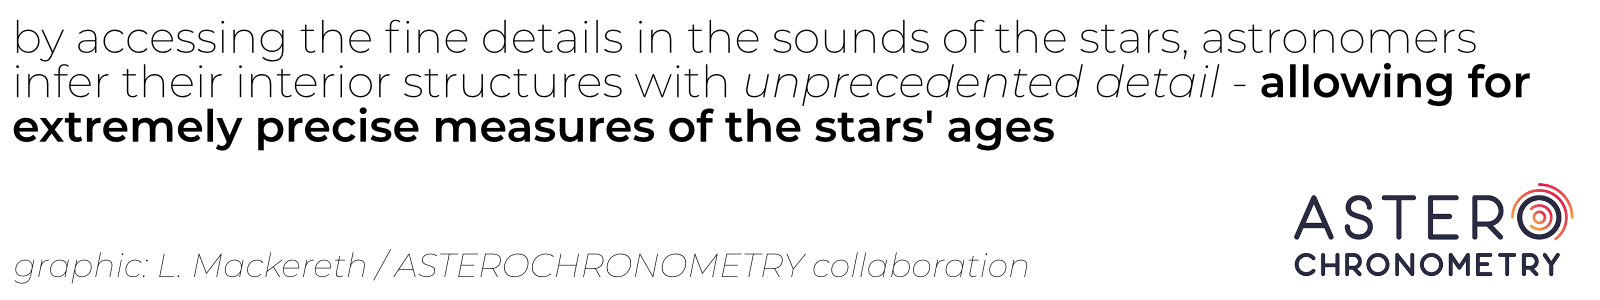 by accessing the fine details in the sounds of the stars, astronomers
infer their interior structures with unprecedented detail - allowing for
extremely precise measures of the stars' ages
ASTERO
CHRONOMETRY
graphic: L. Mackereth / ASTEROCHRONOMETRY collaboration